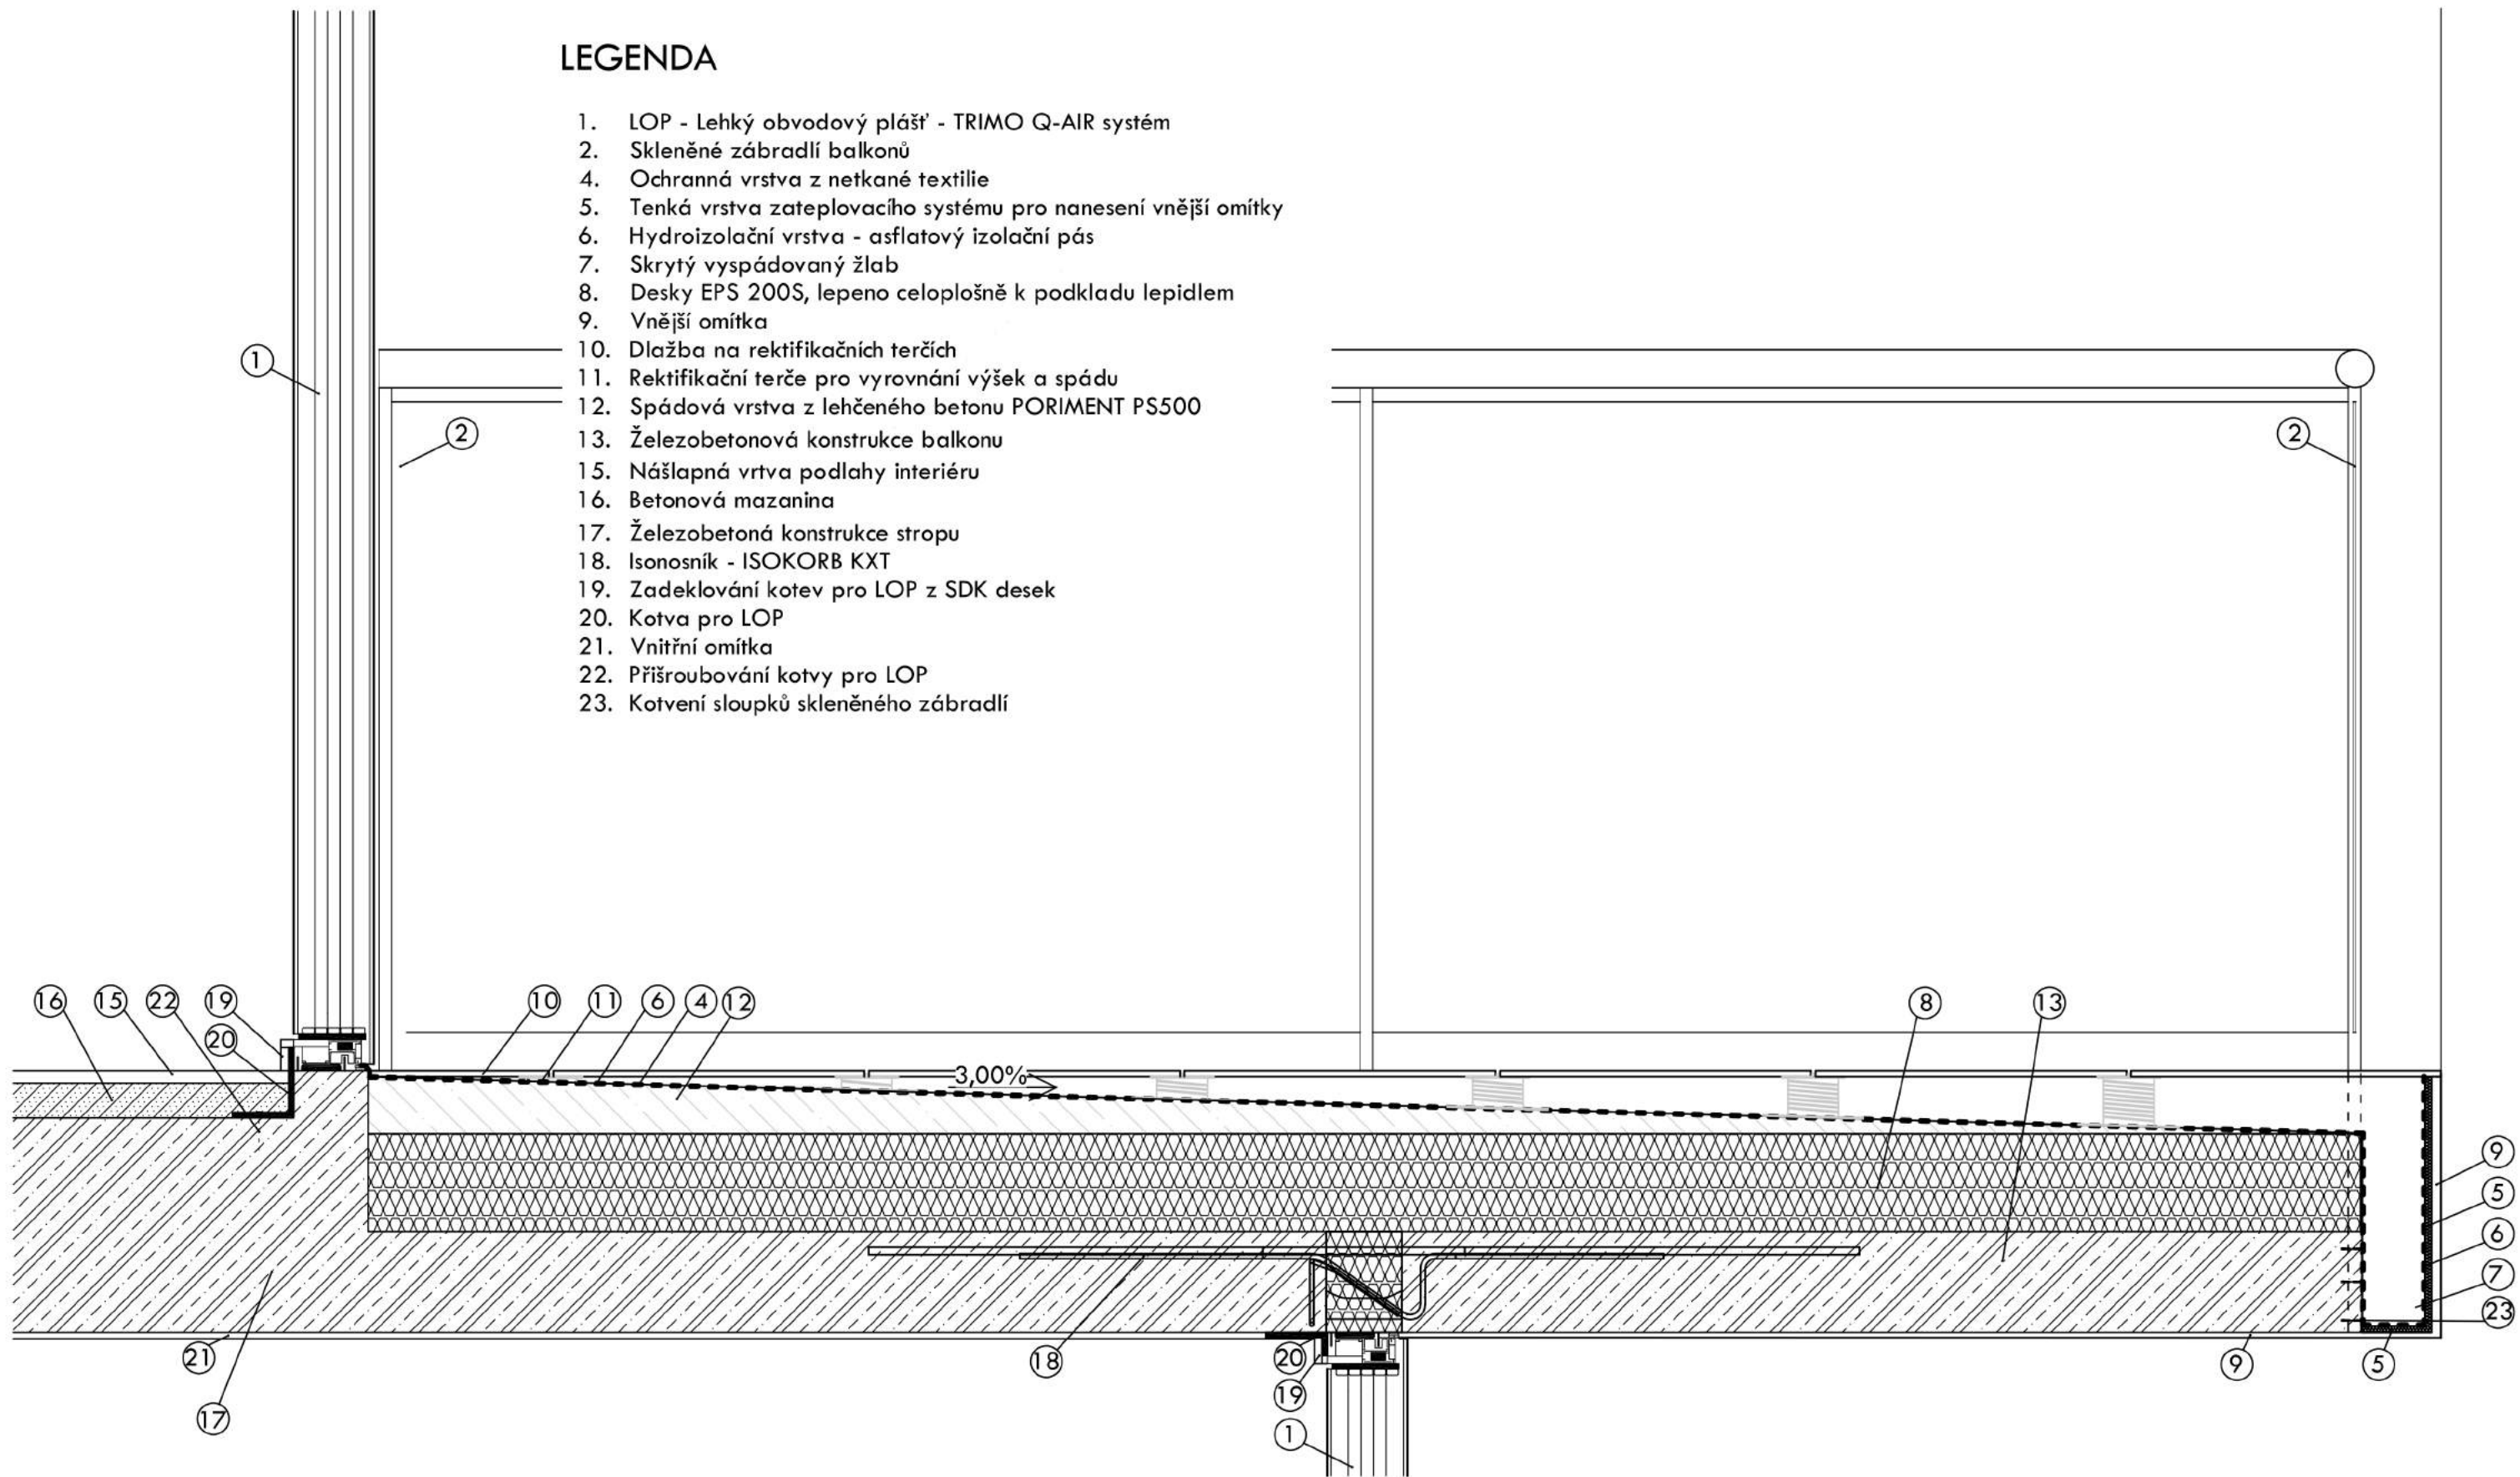 LEGENDA
1. LOP - Lehký obvodový plášť - TRIMO Q-AIR systém
2. Skleněné zábradlí balkonů
4. Ochranná vrstva z netkané textilie
5. Tenká vrstva zateplovacího systému pro nanesení vnější omítky
6. Hydroizolační vrstva - asflatový izolační pás
7. Skrytý vyspádovaný žlab
8. Desky EPS 200S, lepeno celoplošně k podkladu lepidlem
9. Vnější omítka
10. Dlažba na rektifikačních terčích
11. Rektifikační terče pro vyrovnání výšek a spádu
12. Spádová vrstva z lehčeného betonu PORIMENT PS500
13. Železobetonová konstrukce balkonu
15. Nášlapná vrtva podlahy interiéru
16. Betonová mazanina
17. Železobetoná konstrukce stropu
18. Isonosník - ISOKORB KXT
19. Zadeklování kotev pro LOP z SDK desek
20. Kotva pro LOP
21. Vnitřní omítka
22. Přišroubování kotvy pro LOP
23. Kotvení sloupků skleněného zábradlí
1
2
2
16 15 22 19 10 11 6 4 12 8 13
20
3,00%
9
5
6
7
23
21 18 20 9 5
19
17
1